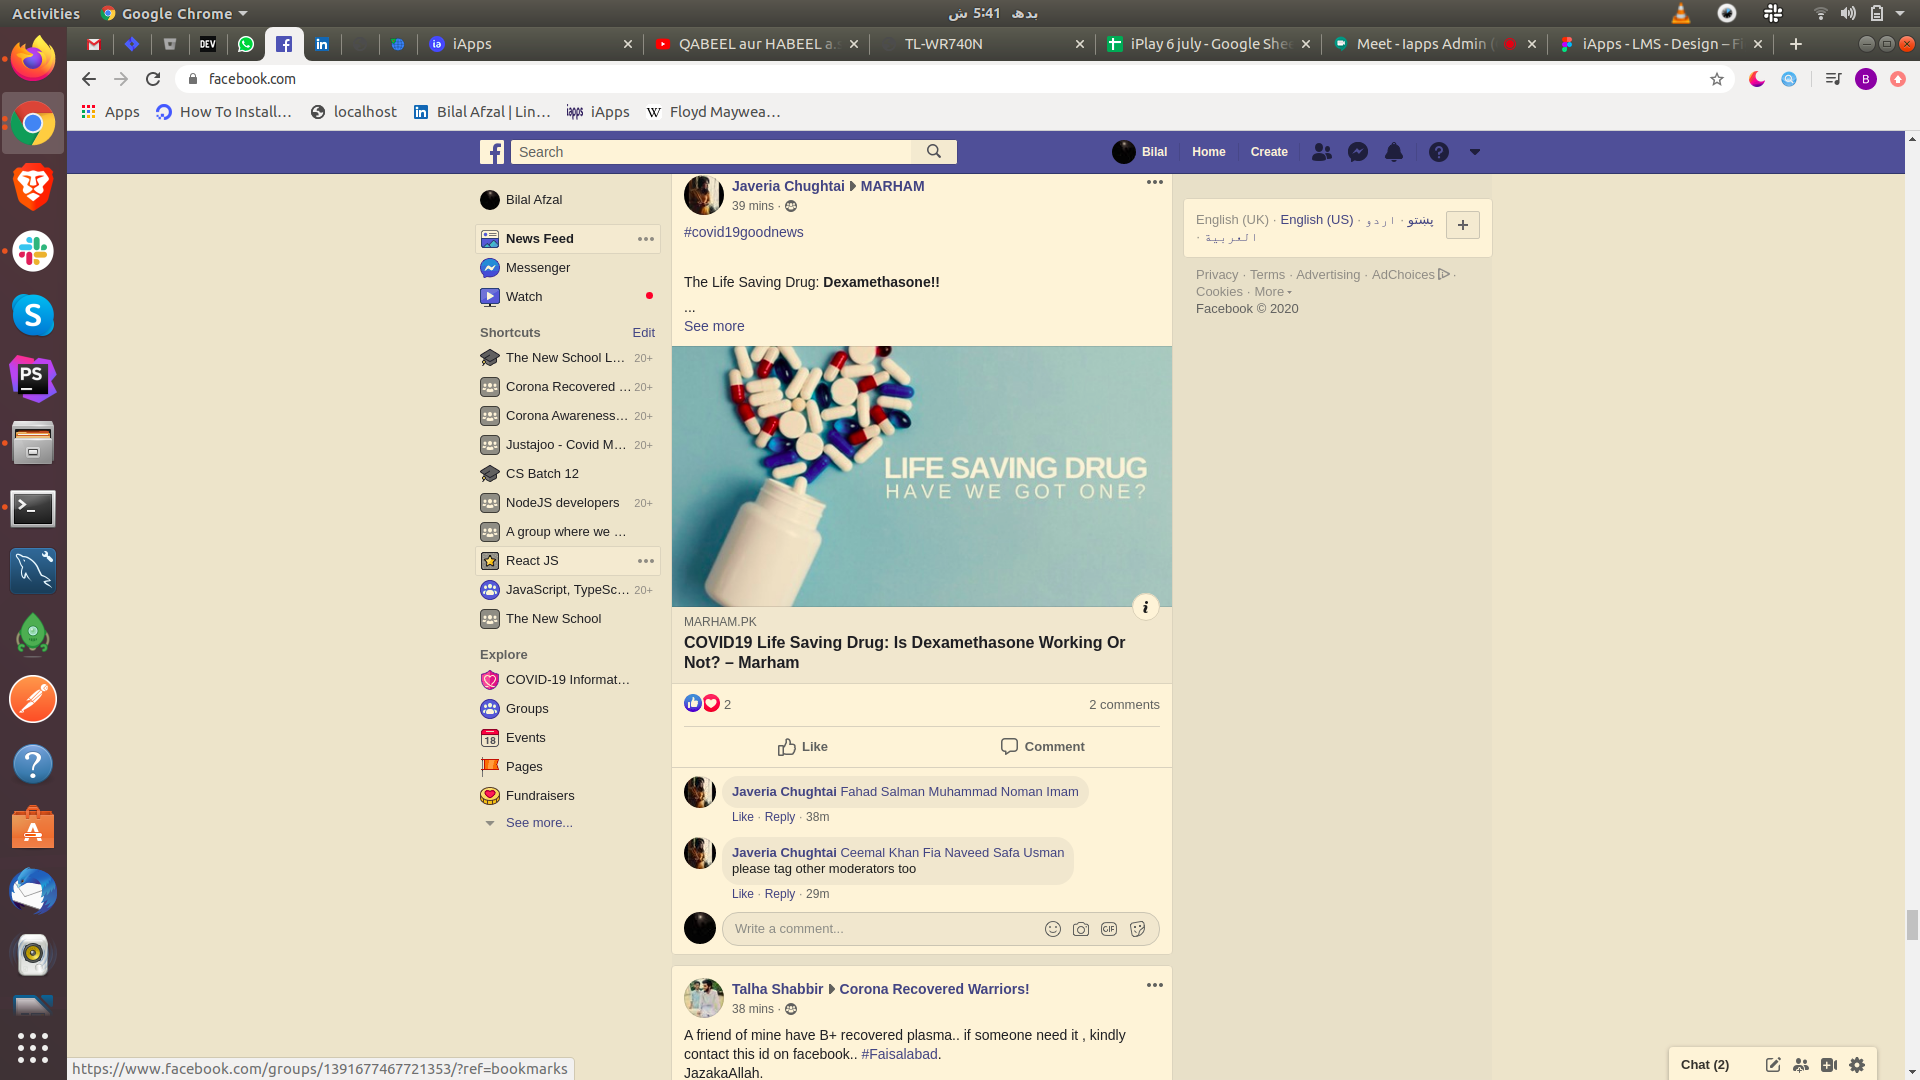 Activities
Google Chrome
بدھ 5:41 ش
DEV
iApps
QABEEL aur HABEEL a.
TL-WR740N
iPlay 6 july - Google Shee
Meet - Iapps Admin (
iApps - LMS - Design – Fi
facebook.com
B
Apps
How To Install…
localhost
Bilal Afzal | Lin…
iApps
Floyd Maywea…
Search
Bilal
Home
Create
Bilal Afzal
News Feed
Messenger
Watch
Shortcuts
Edit
The New School L... 20+
Corona Recovered ... 20+
Corona Awareness... 20+
Justajoo - Covid M... 20+
CS Batch 12
NodeJS developers 20+
A group where we ...
React JS
JavaScript, TypeSc... 20+
The New School
Explore
COVID-19 Informat...
Groups
18
Events
Pages
Fundraisers
See more...
Javeria Chughtai
MARHAM
39 mins ·
#covid19goodnews
The Life Saving Drug: Dexamethasone!!
...
See more
LIFE SAVING DRUG
HAVE WE GOT ONE?
i
MARHAM.PK
COVID19 Life Saving Drug: Is Dexamethasone Working Or
Not? – Marham
2
2 comments
Like
Comment
Javeria Chughtai Fahad Salman Muhammad Noman Imam
Like · Reply · 38m
Javeria Chughtai Ceemal Khan Fia Naveed Safa Usman
please tag other moderators too
Like · Reply · 29m
Write a comment...
GIF
Talha Shabbir
Corona Recovered Warriors!
38 mins ·
A friend of mine have B+ recovered plasma.. if someone need it , kindly
contact this id on facebook.. #Faisalabad.
JazakaAllah.
English (UK) · English (US) · اردو · پښتو
· العربية
Privacy · Terms · Advertising · AdChoices ·
Cookies · More
Facebook © 2020
Chat (2)
PS
https://www.facebook.com/groups/1391677467721353/?ref=bookmarks